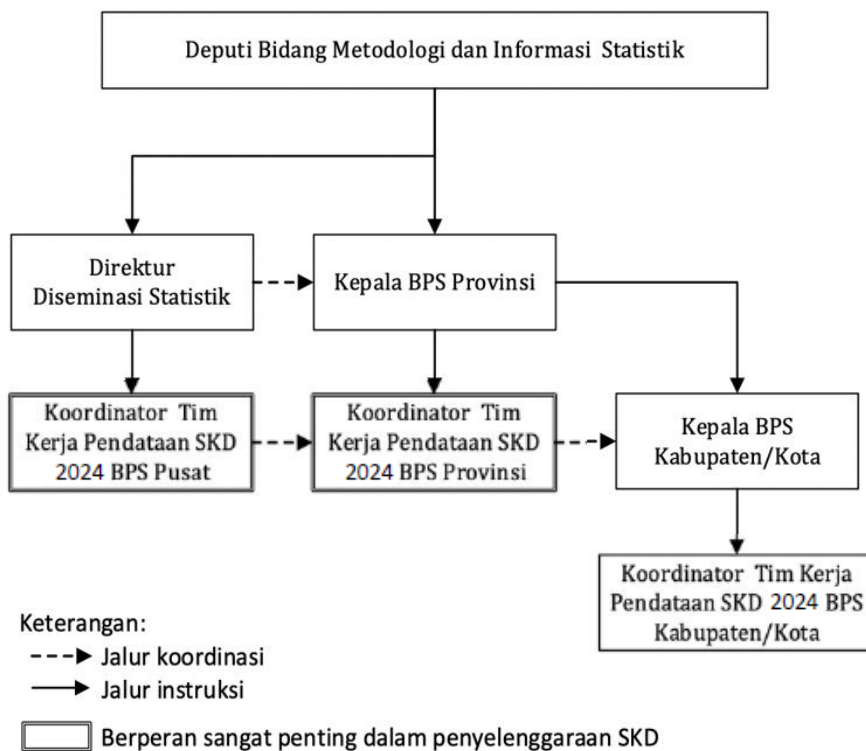 Deputi Bidang Metodologi dan Informasi Statistik
Direktur
Diseminasi Statistik
Kepala BPS Provinsi
Koordinator Tim
Kerja Pendataan SKD
2024 BPS Pusat
Koordinator Tim
Kerja Pendataan SKD
2024 BPS Provinsi
Kepala BPS
Kabupaten/Kota
Koordinator Tim Kerja
Pendataan SKD 2024 BPS
Kabupaten/Kota
Keterangan:
Jalur koordinasi
Jalur instruksi
Berperan sangat penting dalam penyelenggaraan SKD